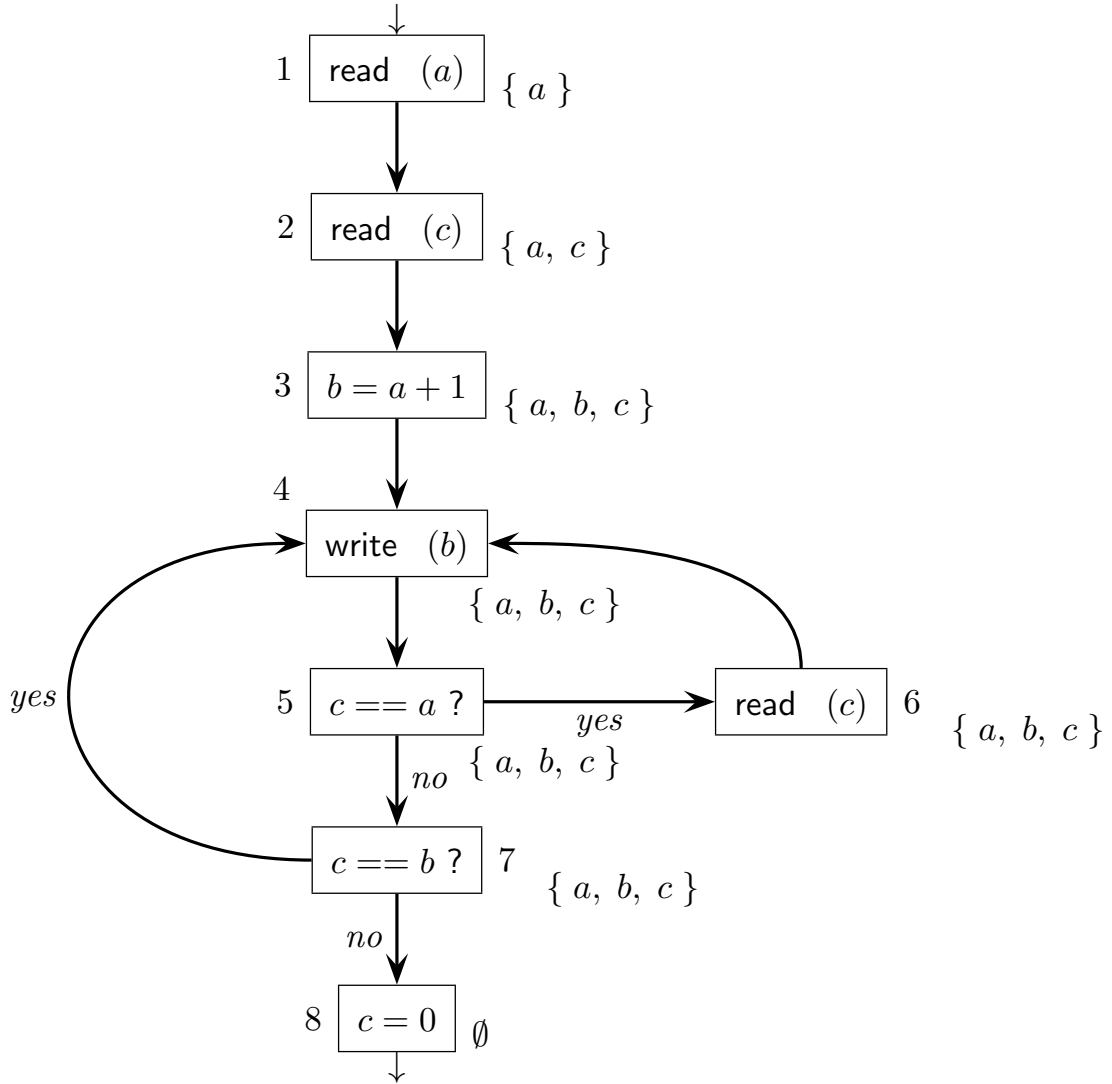 1 read (a) { a }
2 read (c) { a, c }
3 b = a + 1 { a, b, c }
4
write (b)
{ a, b, c }
yes 5 c == a ? yes read (c) 6
{ a, b, c }
{ a, b, c }
no
c == b ? 7
{ a, b, c }
no
8 c = 0 ∅